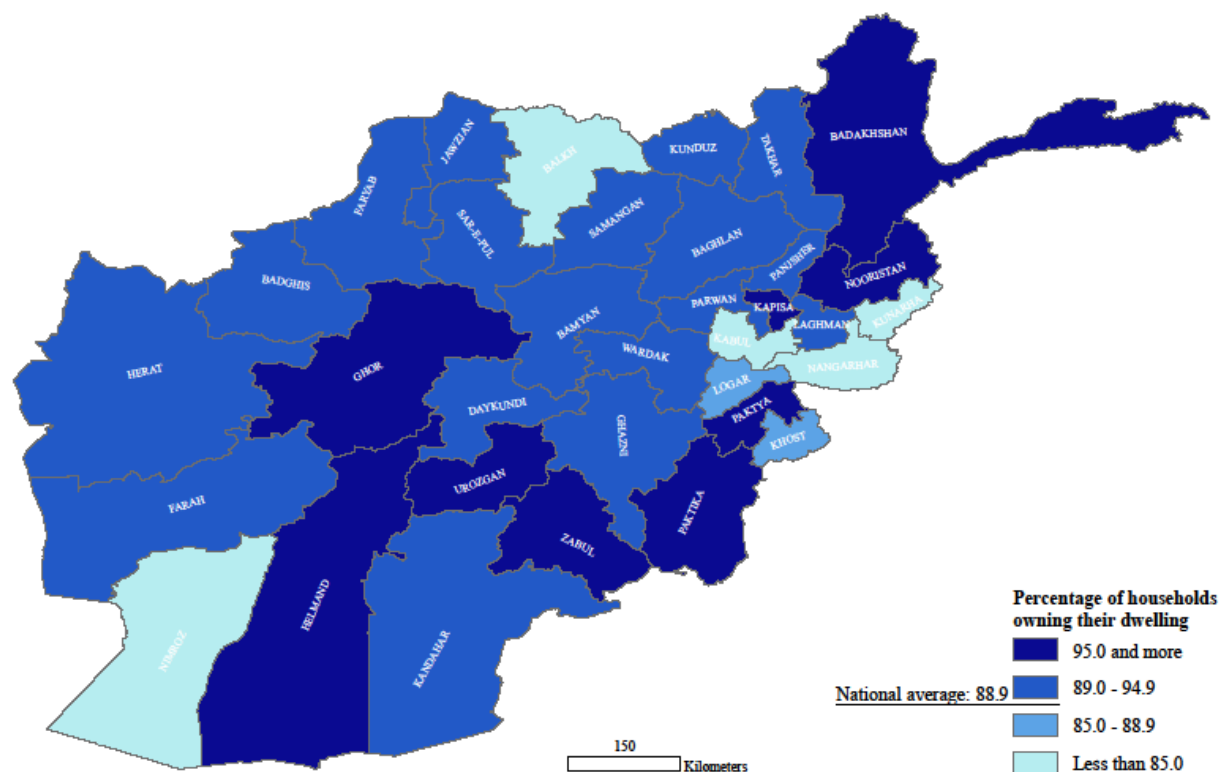 BADAKHSHAN
JAWZJAN
BALKH
KUNDUZ
TAKHAR
FARYAB
SAR-E-PUL
SAMANGAN
BAGHLAN
PANJSHER
NOORISTAN
BADGHIS
BAMYAN
PARWAN
KAPISA
LAGHMAN
KUNARHA
KABUL
WARDAK
NANGARHAR
HERAT
GHOR
LOGAR
DAYKUNDI
PAKTYA
GHAZNI
KHOST
UROZGAN
FARAH
PAKTIKA
ZABUL
HELMAND
NIMROZ
KANDAHAR
Percentage of households
owning their dwelling
95.0 and more
89.0 - 94.9
National average: 88.9
85.0 - 88.9
Less than 85.0
150
Kilometers